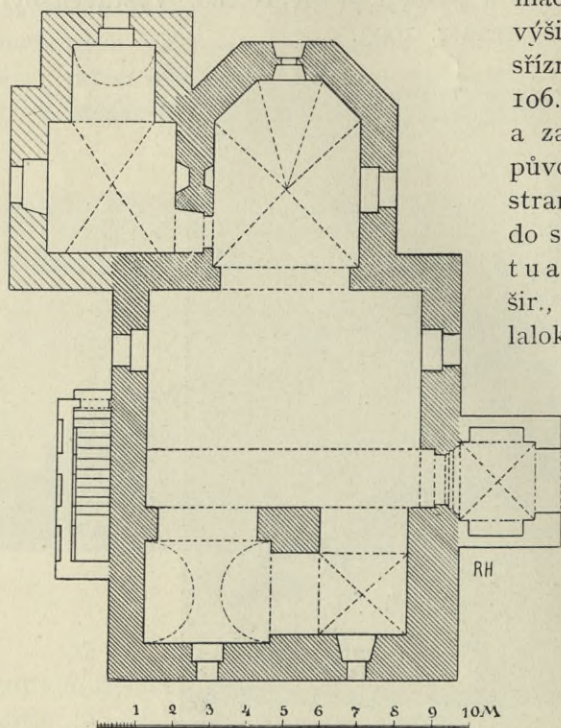 výši
sřízn
106.
a za
půvo
stran
do s
tua
šir.,
lalok
RH
1 2 3 4 5 6 7 8 9 10M